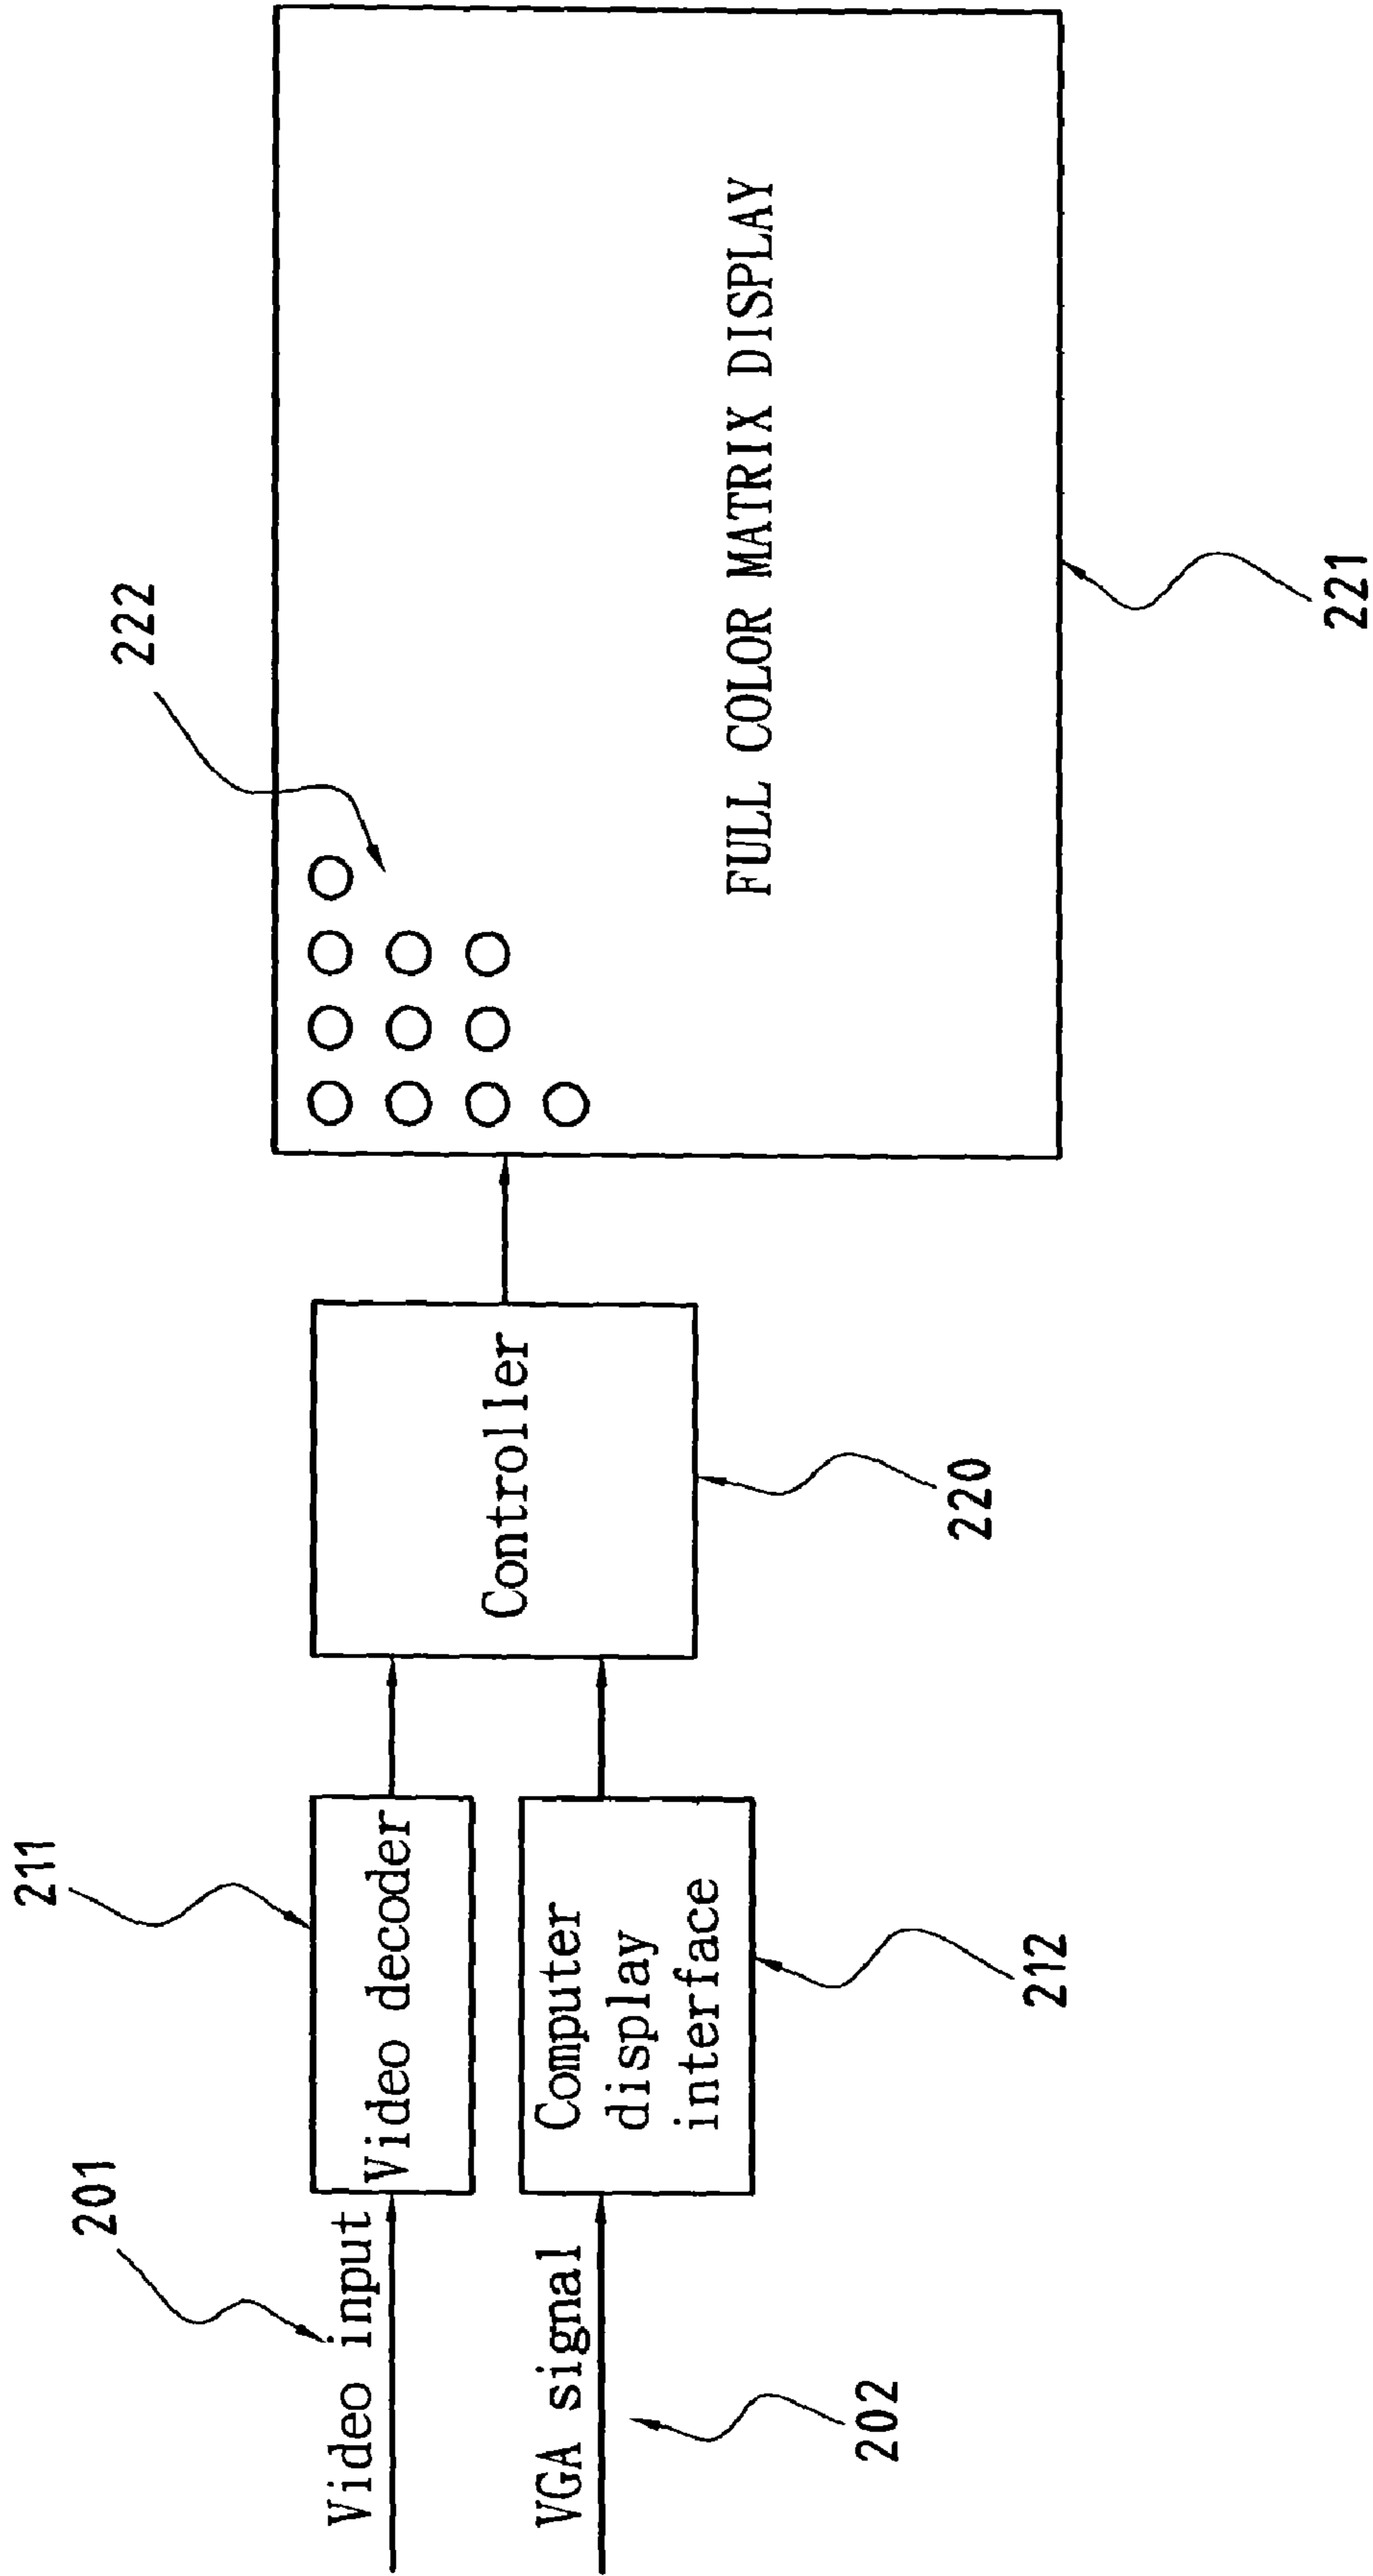 211
201
Video input
Video decoder
VGA signal
Computer
display
interface
202
212
Controller
220
222
FULL COLOR MATRIX DISPLAY
221